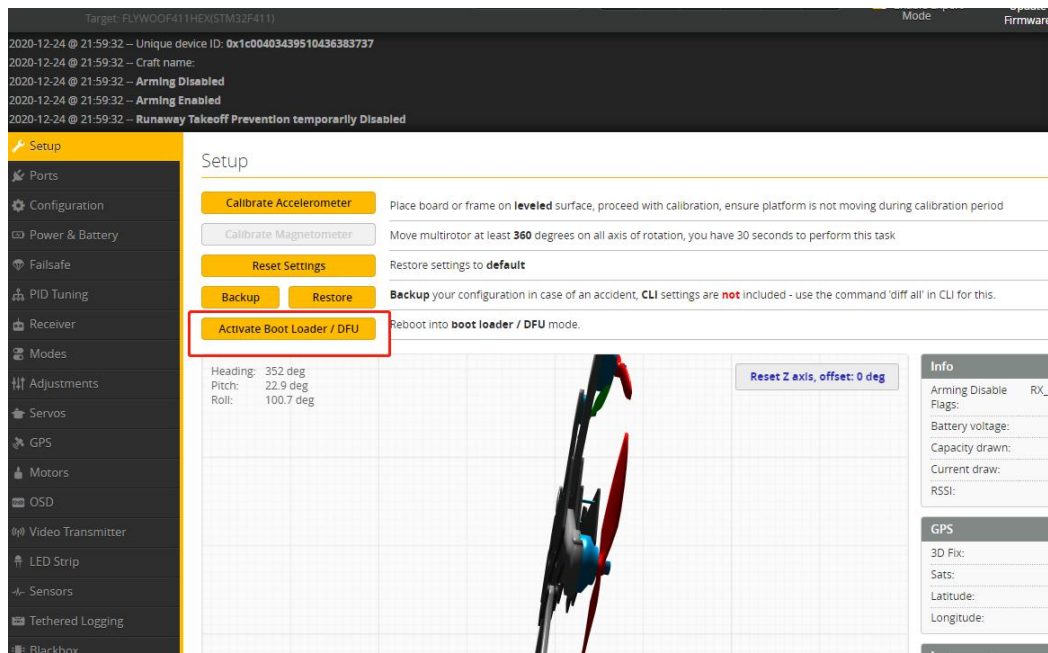 Target: FLYWOOF411HEX(STM32F411)
Mode
Firmware
2020-12-24 @ 21:59:32 -- Unique device ID: 0x1c00403439510436383737
2020-12-24 @ 21:59:32 -- Craft name:
2020-12-24 @ 21:59:32 -- Arming Disabled
2020-12-24 @ 21:59:32 -- Arming Enabled
2020-12-24 @ 21:59:32 -- Runaway Takeoff Prevention temporarily Disabled
Setup
Ports
Configuration
Power & Battery
Failsafe
PID Tuning
Receiver
Modes
Adjustments
Servos
GPS
Motors
OSD
Video Transmitter
LED Strip
Sensors
Tethered Logging
Blackbox
Setup
Calibrate Accelerometer
Place board or frame on leveled surface, proceed with calibration, ensure platform is not moving during calibration period
Calibrate Magnetometer
Move multirotor at least 360 degrees on all axis of rotation, you have 30 seconds to perform this task
Reset Settings
Restore settings to default
Backup
Restore
Backup your configuration in case of an accident, CLI settings are not included - use the command 'diff all' in CLI for this.
Activate Boot Loader / DFU
Reboot into boot loader / DFU mode.
Heading: 352 deg
Pitch: 22.9 deg
Roll: 100.7 deg
Reset Z axis, offset: 0 deg
Info
Arming Disable Flags: RX_
Battery voltage:
Capacity drawn:
Current draw:
RSSI:
GPS
3D Fix:
Sats:
Latitude:
Longitude: